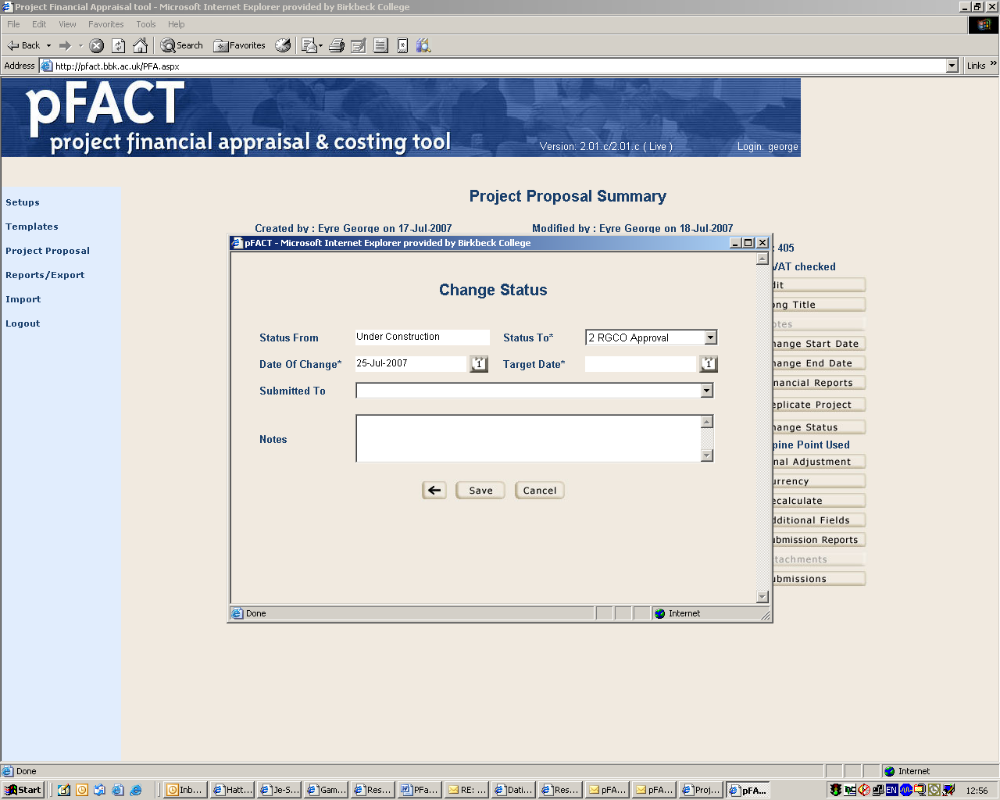 Project Financial Appraisal tool - Microsoft Internet Explorer provided by Birkbeck College
File Edit View Favorites Tools Help
Back Search Favorites
Address http://pfact.bbk.ac.uk/PFA.aspx Links
pFACT
project financial appraisal & costing tool
Version: 2.01.c/2.01.c ( Live ) Login: george
Setups
Templates
Project Proposal
Reports/Export
Import
Logout
Project Proposal Summary
Created by : Eyre George on 17-Jul-2007 Modified by : Eyre George on 18-Jul-2007
pFACT - Microsoft Internet Explorer provided by Birkbeck College
Change Status
Status From Under Construction Status To* 2 RGCO Approval
Date Of Change* 25-Jul-2007 1 Target Date* 1
Submitted To
Notes
Save Cancel
Done Internet
: 405
VAT checked
dit
ong Title
otes
hange Start Date
hange End Date
nancial Reports
eplicate Project
hange Status
pine Point Used
nal Adjustment
urrency
ecalculate
dditional Fields
ubmission Reports
tachments
ubmissions
Done Internet
Start Inb... Hatt... Je-S... Gam... Res... PFa... RE: ... Dati... Res... pFA... pFA... Proj... pFA... EN 12:56